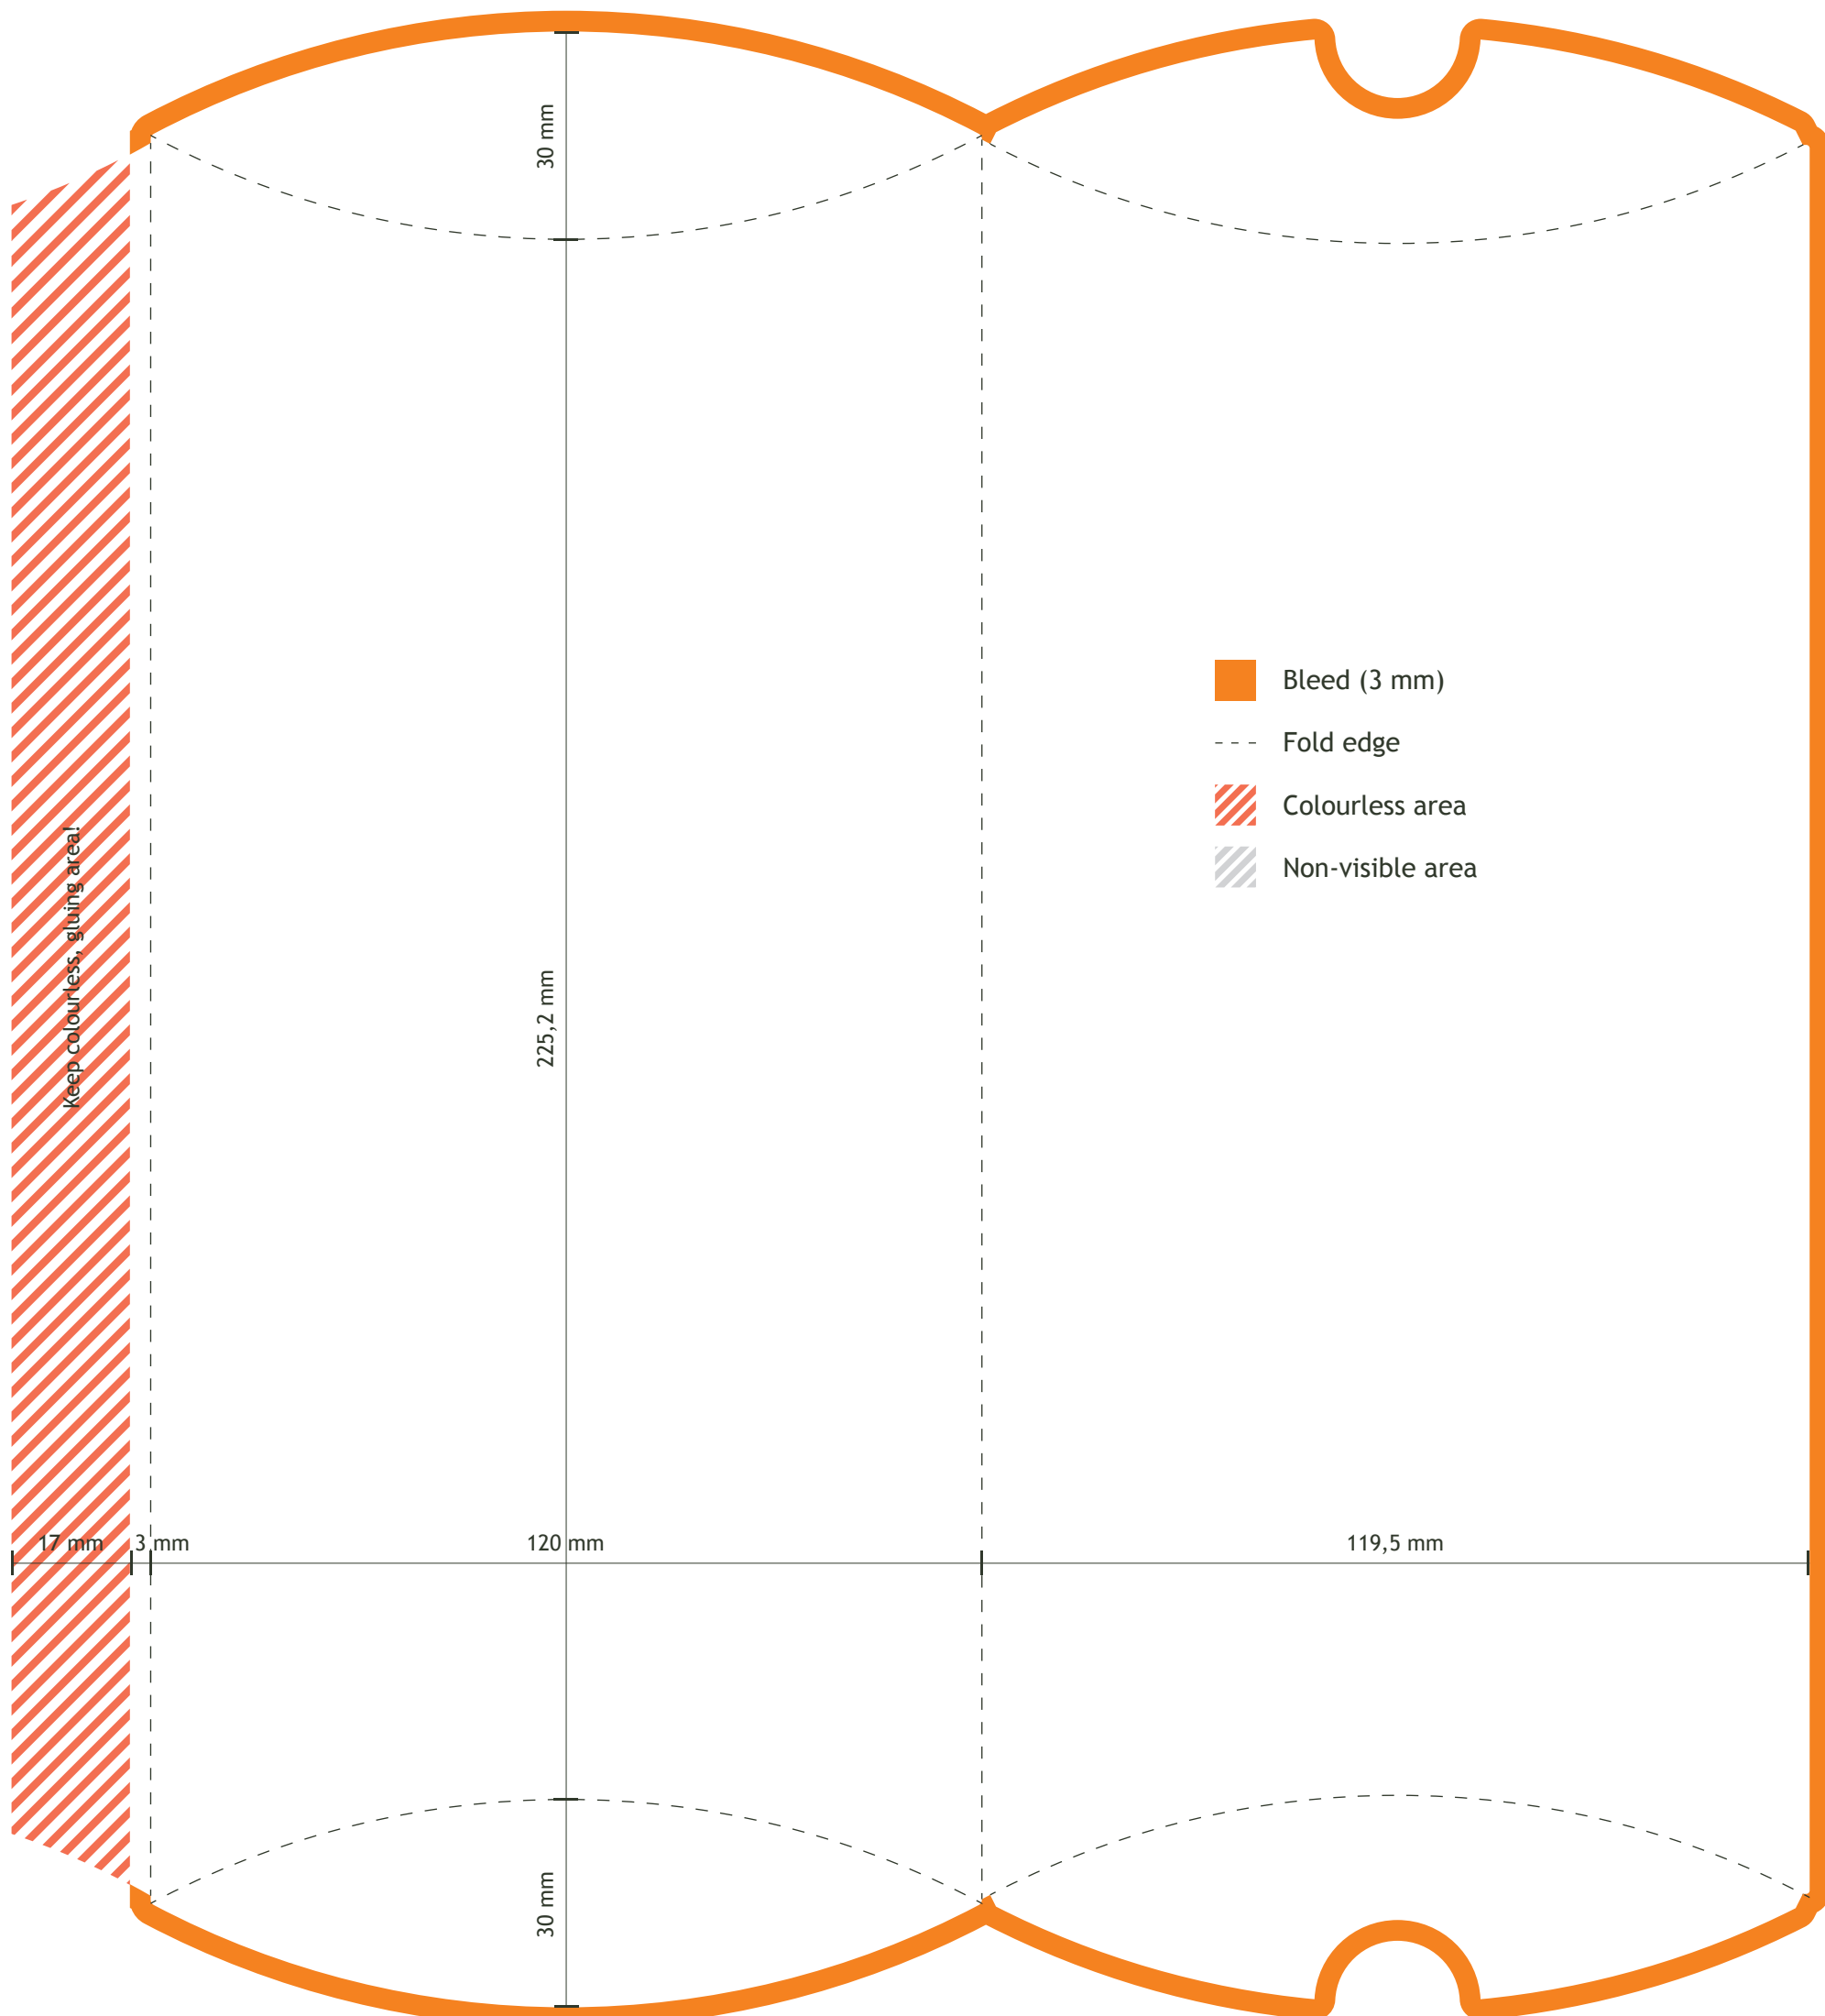 30 mm
Bleed (3 mm)
Fold edge
Colourless area
Non-visible area
Keep colourless, gluing area!
225,2 mm
17 mm
3 mm
120 mm
119,5 mm
30 mm